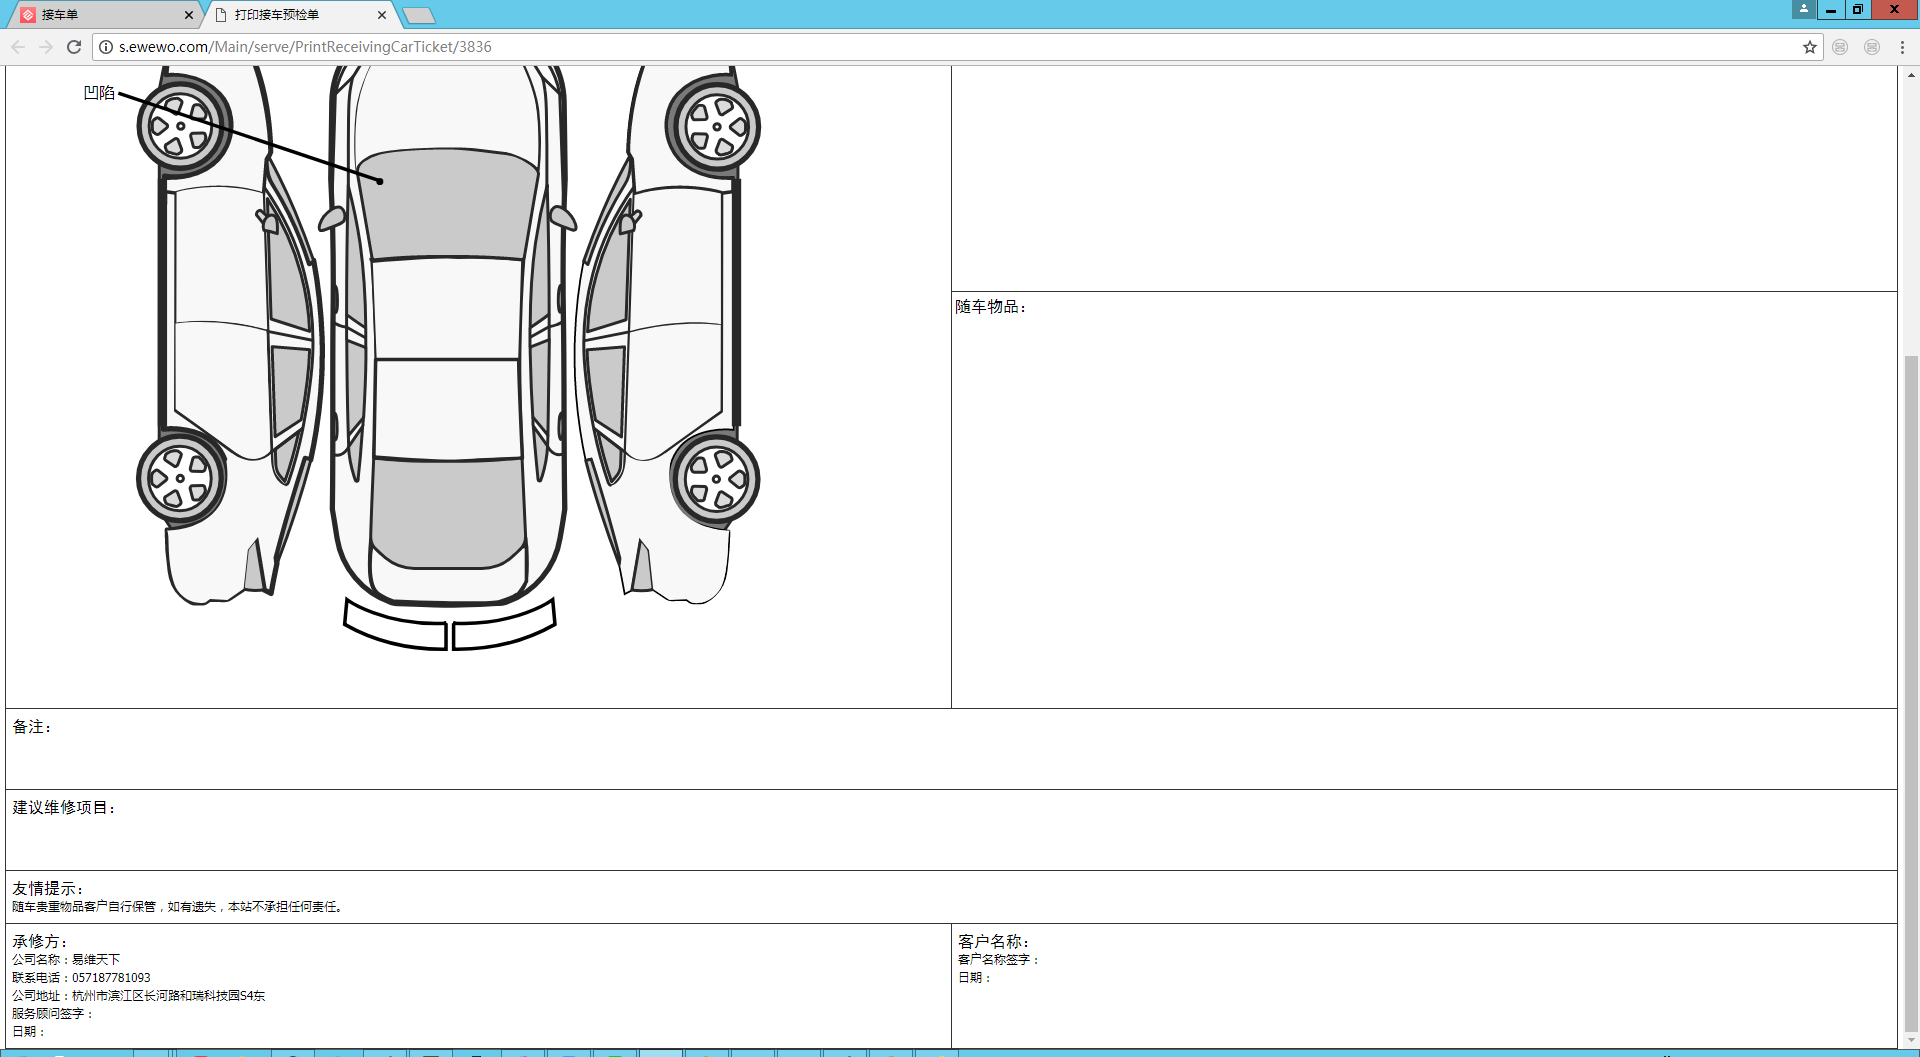 接车单
打印接车预检单
s.ewewo.com/Main/serve/PrintReceivingCarTicket/3836
凹陷
随车物品：
备注：
建议维修项目：
友情提示：
随车贵重物品客户自行保管，如有遗失，本站不承担任何责任。
承修方：
公司名称：易维天下
联系电话：057187781093
公司地址：杭州市滨江区长河路和瑞科技园S4东
服务顾问签字：
日期：
客户名称：
客户名称签字：
日期：